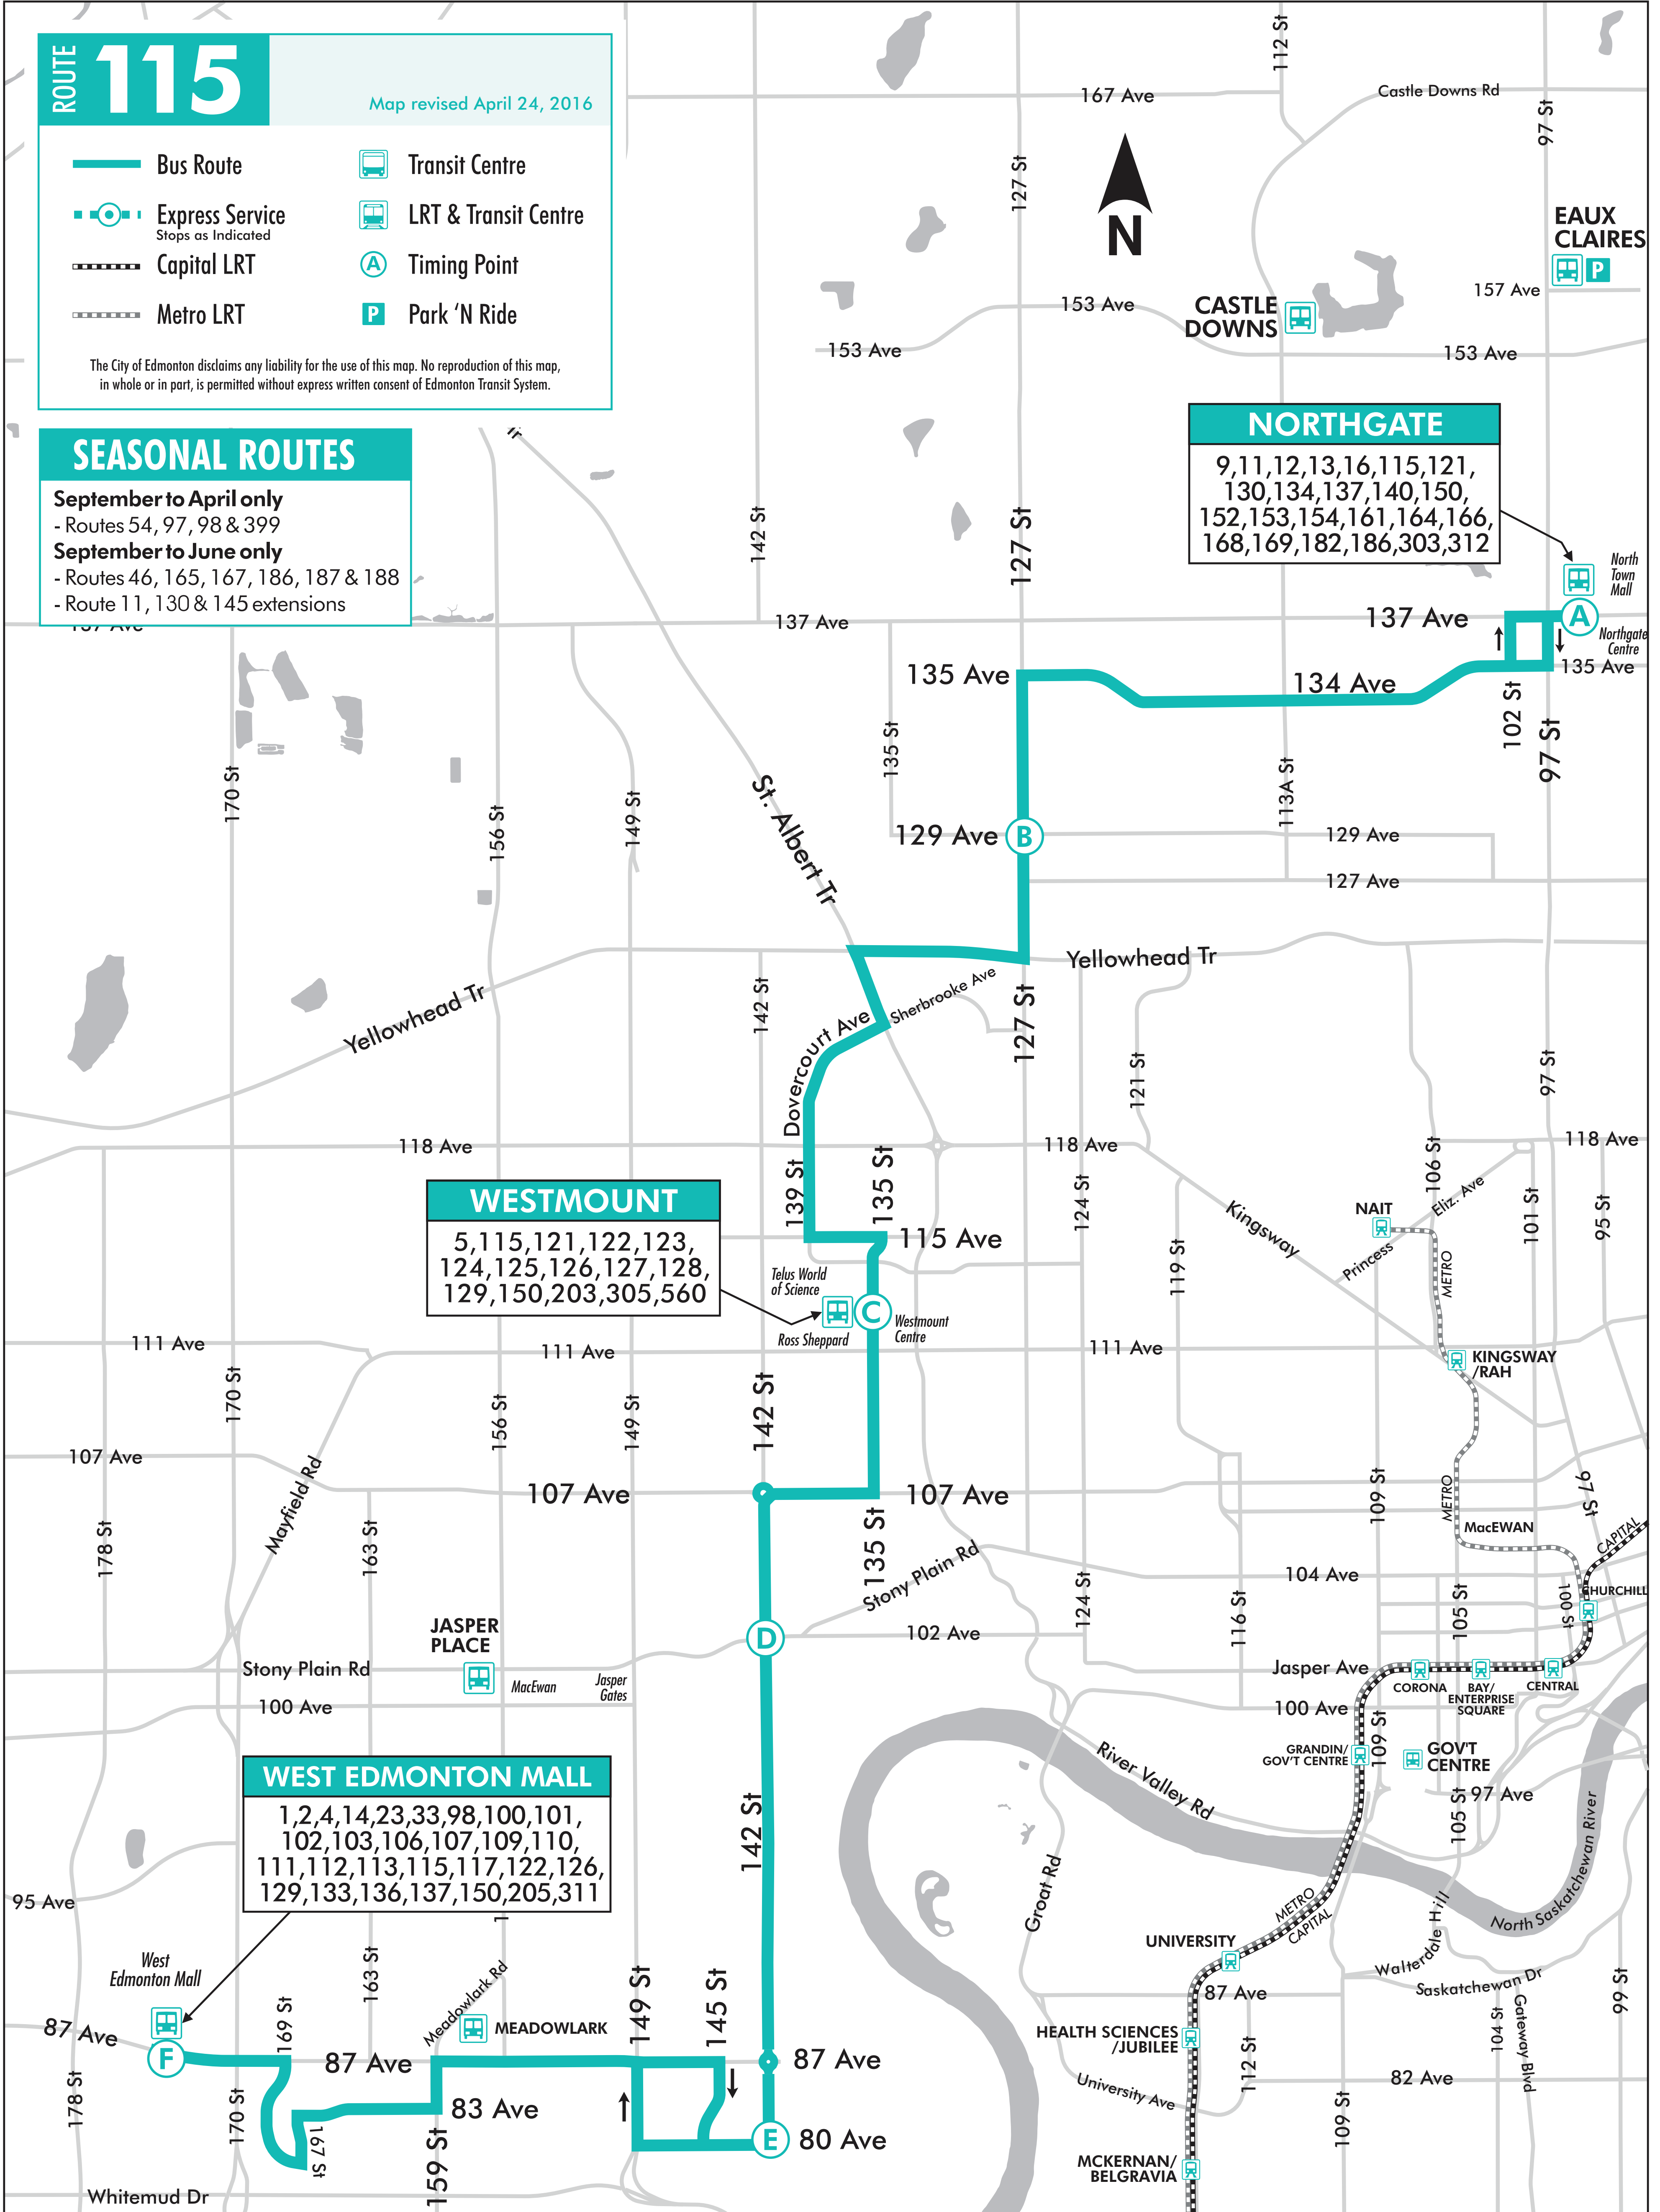 ROUTE 115
Map revised April 24, 2016
Bus Route
Transit Centre
Express Service
Stops as Indicated
LRT & Transit Centre
Capital LRT
A Timing Point
Metro LRT
P Park ‘N Ride
The City of Edmonton disclaims any liability for the use of this map. No reproduction of this map,
in whole or in part, is permitted without express written consent of Edmonton Transit System.
SEASONAL ROUTES
September to April only
- Routes 54, 97, 98 & 399
September to June only
- Routes 46, 165, 167, 186, 187 & 188
- Route 11, 130 & 145 extensions
137 Ave
Tr
112 St
167 Ave
Castle Downs Rd
97 St
127 St
N
EAUX
CLAIRES
P
157 Ave
153 Ave
CASTLE
DOWNS
153 Ave
153 Ave
NORTHGATE
9,11,12,13,16,115,121,
130,134,137,140,150,
152,153,154,161,164,166,
168,169,182,186,303,312
142 St
127 St
North
Town
Mall
137 Ave
137 Ave
A
Northgate
Centre
135 Ave
135 Ave
134 Ave
102 St
97 St
135 St
170 St
156 St
149 St
St. Albert Tr
113A St
129 Ave
B
129 Ave
127 Ave
Yellowhead Tr
Yellowhead Tr
142 St
Sherbrooke Ave
Dovercourt Ave
127 St
121 St
97 St
118 Ave
118 Ave
118 Ave
139 St
135 St
124 St
106 St
Eliz. Ave
101 St
95 St
NAIT
Kingsway
Princess
METRO
119 St
WESTMOUNT
5,115,121,122,123,
124,125,126,127,128,
129,150,203,305,560
115 Ave
Telus World
of Science
C
Ross Sheppard
Westmount
Centre
111 Ave
111 Ave
111 Ave
KINGSWAY
/RAH
170 St
156 St
149 St
142 St
107 Ave
Mayfield Rd
107 Ave
107 Ave
109 St
METRO
97 St
178 St
163 St
135 St
MacEWAN
CAPITAL
Stony Plain Rd
104 Ave
CHURCHILL
124 St
116 St
105 St
100 St
JASPER
PLACE
D
102 Ave
Stony Plain Rd
MacEwan
Jasper
Gates
Jasper Ave
CORONA
BAY/
ENTERPRISE
SQUARE
CENTRAL
100 Ave
100 Ave
109 St
GRANDIN/
GOV'T CENTRE
GOV'T
CENTRE
River Valley Rd
97 Ave
105 St
WEST EDMONTON MALL
1,2,4,14,23,33,98,100,101,
102,103,106,107,109,110,
111,112,113,115,117,122,126,
129,133,136,137,150,205,311
142 St
95 Ave
Groat Rd
METRO
CAPITAL
North Saskatchewan River
Walterdale Hill
Saskatchewan Dr
UNIVERSITY
West
Edmonton Mall
163 St
Meadowlark Rd
149 St
145 St
87 Ave
99 St
87 Ave
169 St
MEADOWLARK
104 St
Gateway Blvd
HEALTH SCIENCES
/JUBILEE
F
87 Ave
87 Ave
112 St
82 Ave
University Ave
178 St
170 St
83 Ave
109 St
167 St
159 St
E
80 Ave
MCKERNAN/
BELGRAVIA
Whitemud Dr